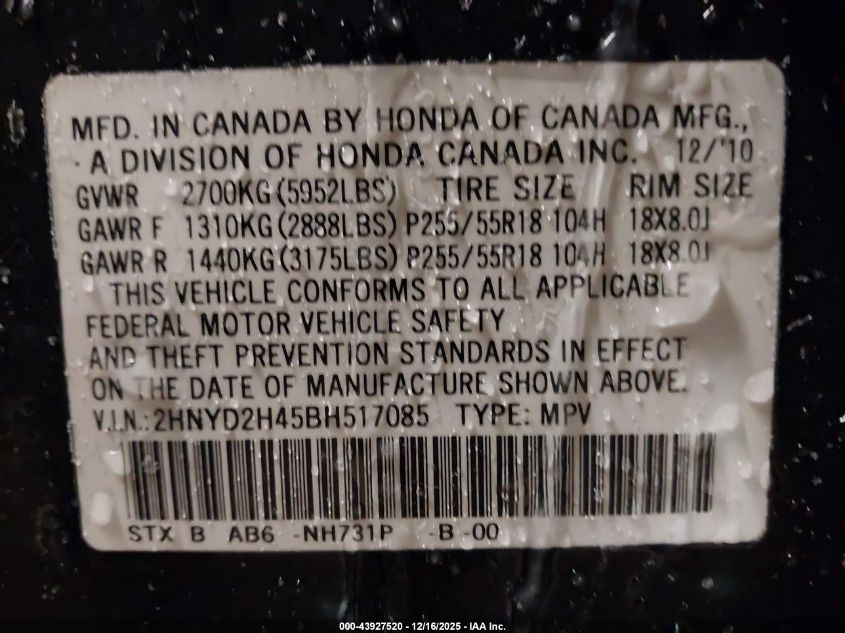 MFD. IN CANADA BY HONDA OF CANADA MFG.,
A DIVISION OF HONDA CANADA INC. 12/'10
GVWR 2700KG (5952LBS) TIRE SIZE RIM SIZE
GAWR F 1310KG (2888LBS) P255/55R18 104H 18X8.0J
GAWR R 1440KG (3175LBS) P255/55R18 104H 18X8.0J
THIS VEHICLE CONFORMS TO ALL APPLICABLE
FEDERAL MOTOR VEHICLE SAFETY
AND THEFT PREVENTION STANDARDS IN EFFECT
ON THE DATE OF MANUFACTURE SHOWN ABOVE.
V.I.N.: 2HNYD2H45BH517085 TYPE: MPV
STX B AB6 -NH731P -B -00
000-43927520 - 12/16/2025 - IAA Inc.